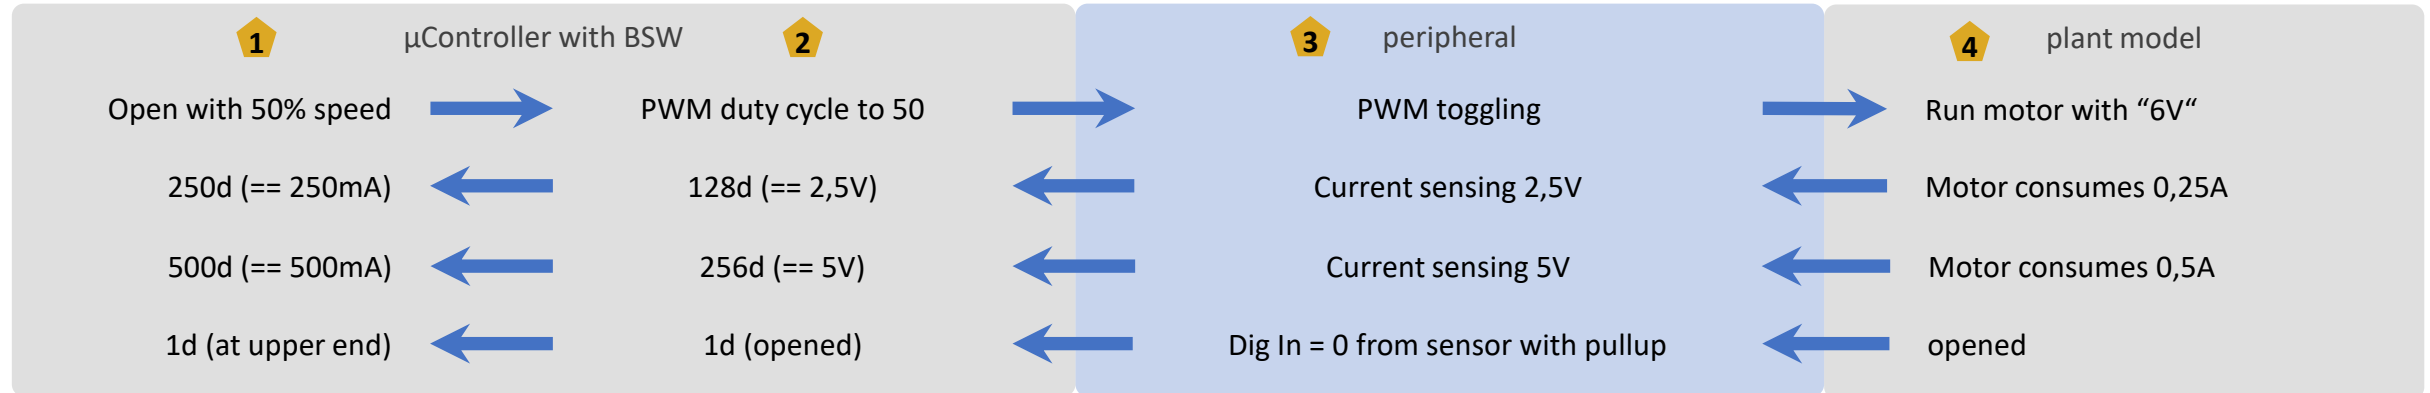 1 µController with BSW 2 3 peripheral 4 plant model
Open with 50% speed PWM duty cycle to 50 PWM toggling Run motor with “6V“
250d (== 250mA) 128d (== 2,5V) Current sensing 2,5V Motor consumes 0,25A
500d (== 500mA) 256d (== 5V) Current sensing 5V Motor consumes 0,5A
1d (at upper end) 1d (opened) Dig In = 0 from sensor with pullup opened